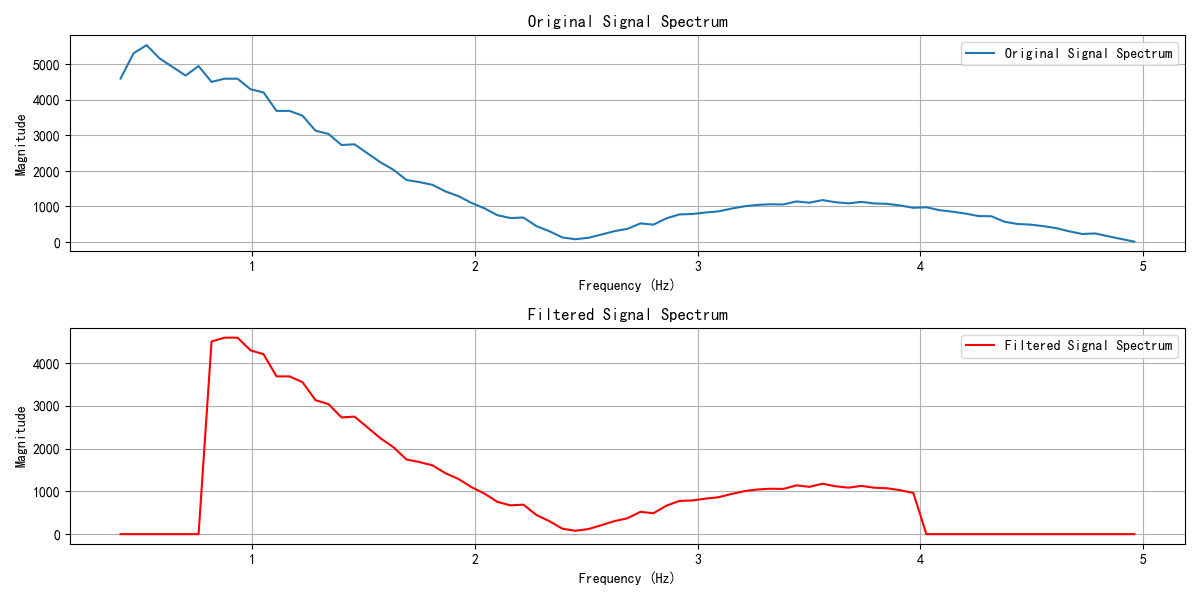 Original Signal Spectrum
Original Signal Spectrum
5000
4000
3000
2000
1000
0
Magnitude
1 2 3 4 5
Frequency (Hz)
Filtered Signal Spectrum
Filtered Signal Spectrum
4000
3000
2000
1000
0
Magnitude
1 2 3 4 5
Frequency (Hz)